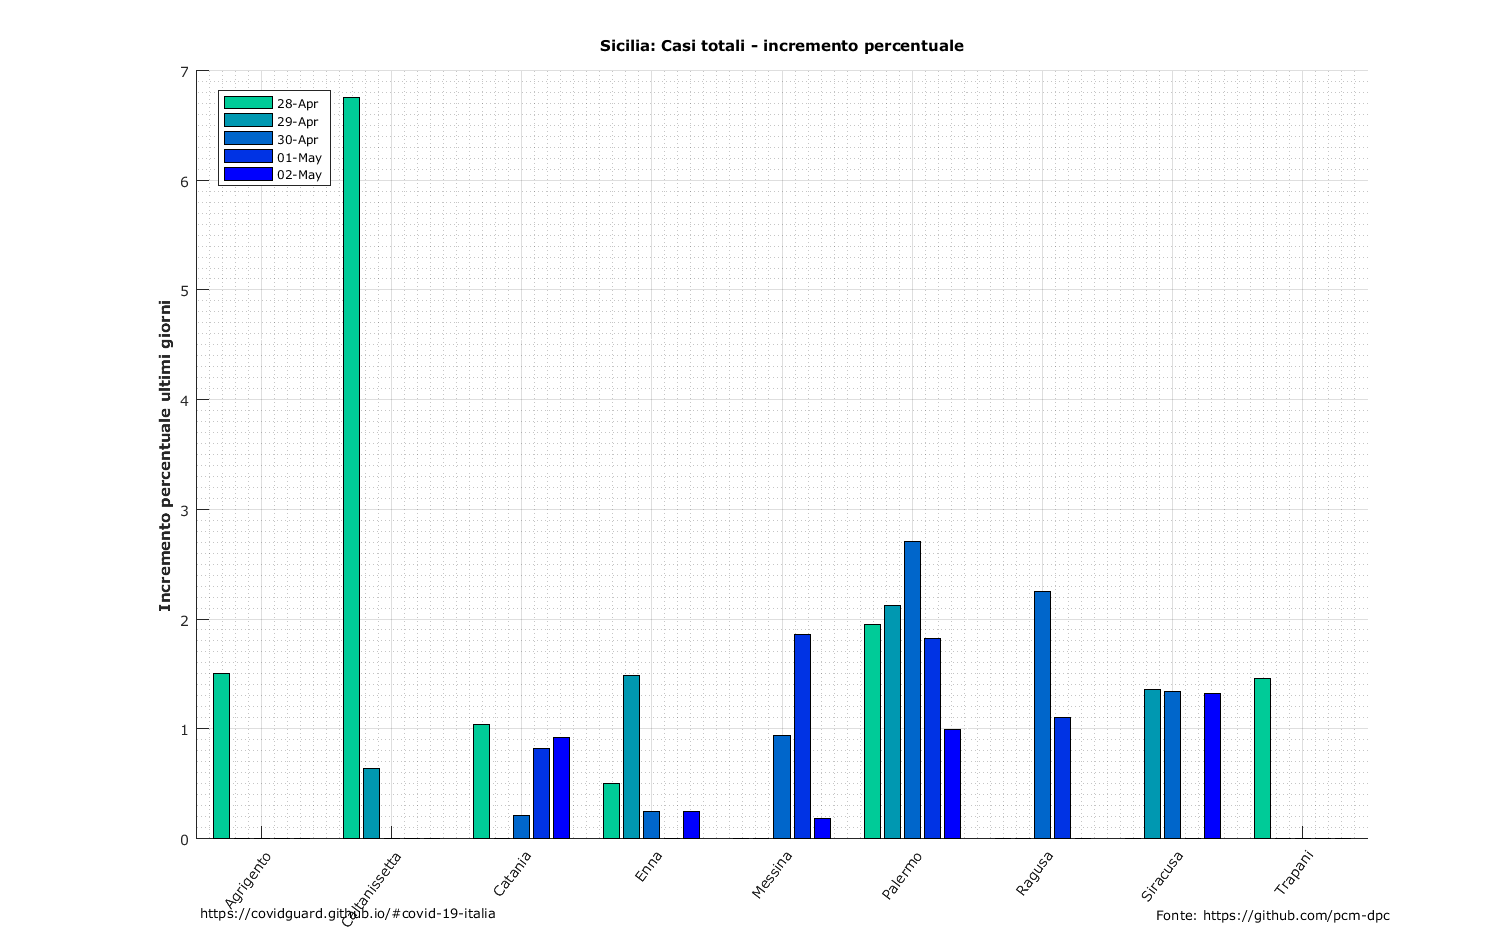 Sicilia: Casi totali - incremento percentuale
Incremento percentuale ultimi giorni
7
6
5
4
3
2
1
0
28-Apr
29-Apr
30-Apr
01-May
02-May
Agrigento
Caltanissetta
Catania
Enna
Messina
Palermo
Ragusa
Siracusa
Trapani
https://covidguard.github.io/#covid-19-italia
Fonte: https://github.com/pcm-dpc